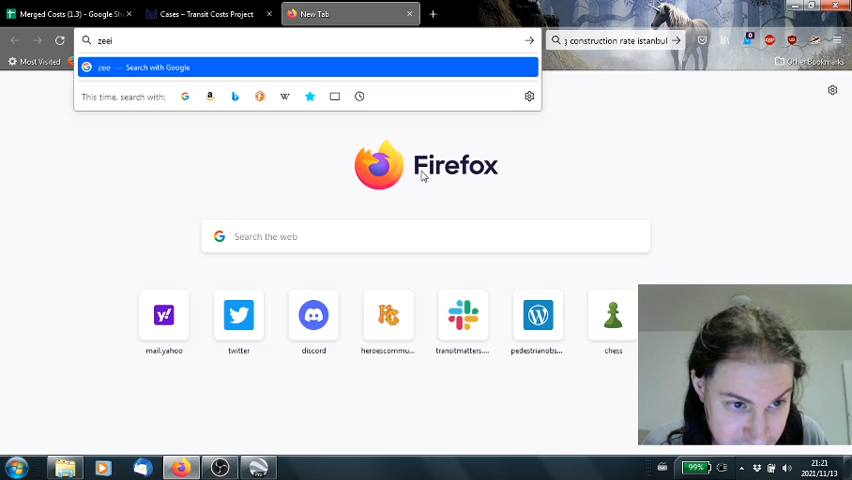 Merged Costs (1.3) - Google Sh
Cases – Transit Costs Project
New Tab
zeei
construction rate istanbul
Most Visited
Other Bookmarks
zee — Search with Google
This time, search with:
Firefox
Search the web
mail.yahoo
twitter
discord
heroescommu...
transitmatters....
pedestrianobs...
chess
99%
21:21
2021/11/13